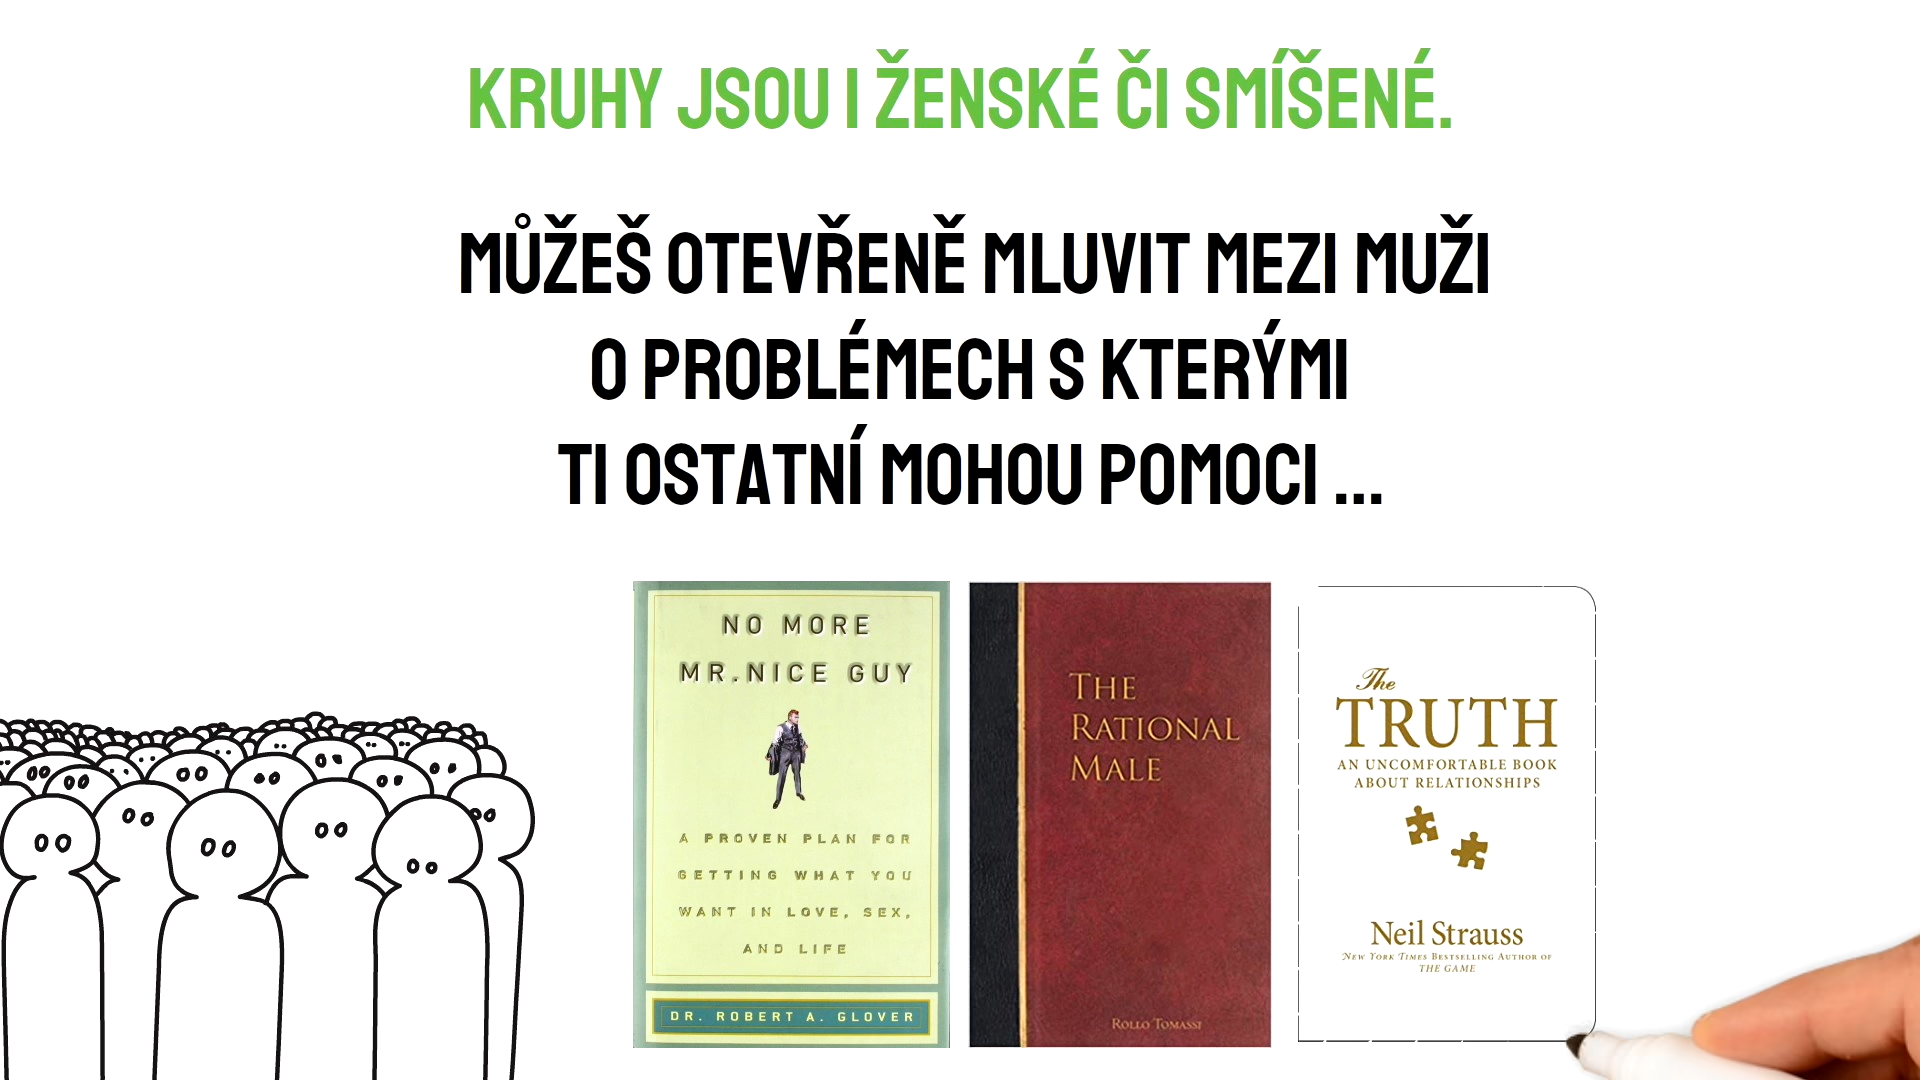 KRUHY JSOU I ŽENSKÉ ČI SMÍŠENÉ.
MŮŽEŠ OTEVŘENĚ MLUVIT MEZI MUŽI
O PROBLÉMECH S KTERÝMI
TI OSTATNÍ MOHOU POMOCI ...
NO MORE
MR. NICE GUY
A PROVEN PLAN FOR
GETTING WHAT YOU
WANT IN LOVE, SEX,
AND LIFE
DR. ROBERT A. GLOVER
THE
RATIONAL
MALE
ROLLO TOMASSI
The
TRUTH
AN UNCOMFORTABLE BOOK
ABOUT RELATIONSHIPS
Neil Strauss
NEW YORK TIMES BESTSELLING AUTHOR OF
THE GAME